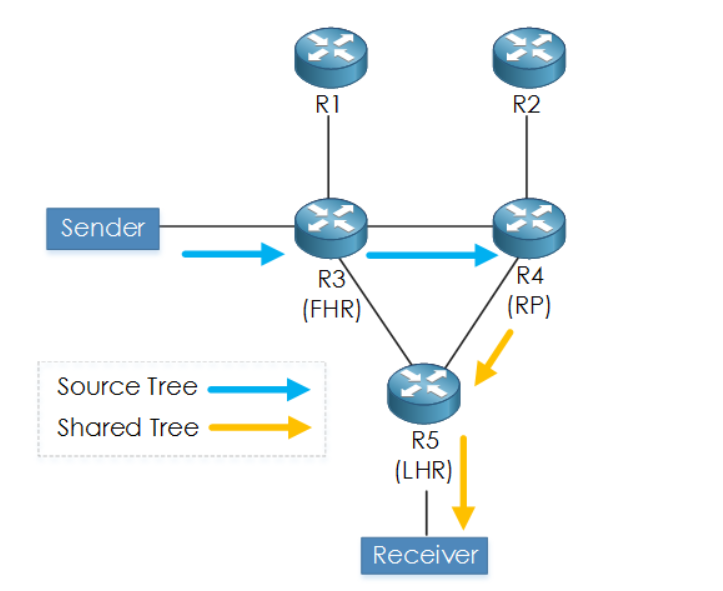 R1
R2
Sender
R3
(FHR)
R4
(RP)
Source Tree
Shared Tree
R5
(LHR)
Receiver